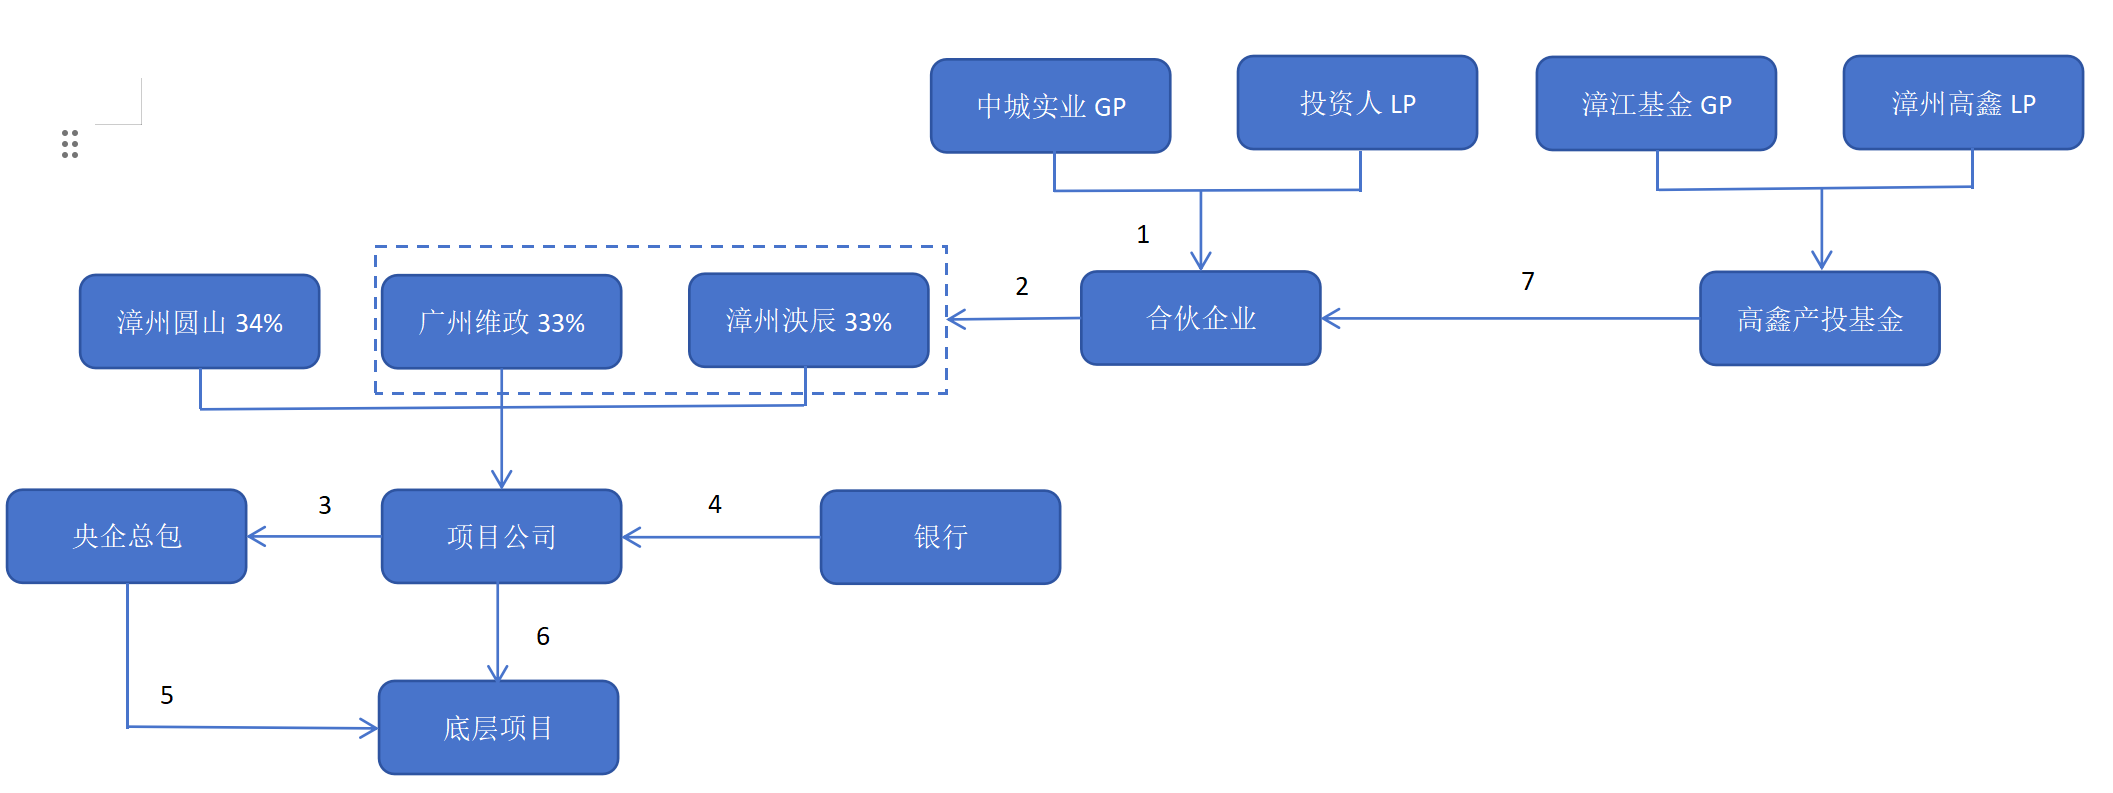 中城实业 GP
投资人 LP
漳江基金 GP
漳州高鑫 LP
1
漳州圆山 34%
广州维政 33%
漳州泱辰 33%
2
合伙企业
7
高鑫产投基金
央企总包
3
项目公司
4
银行
6
5
底层项目